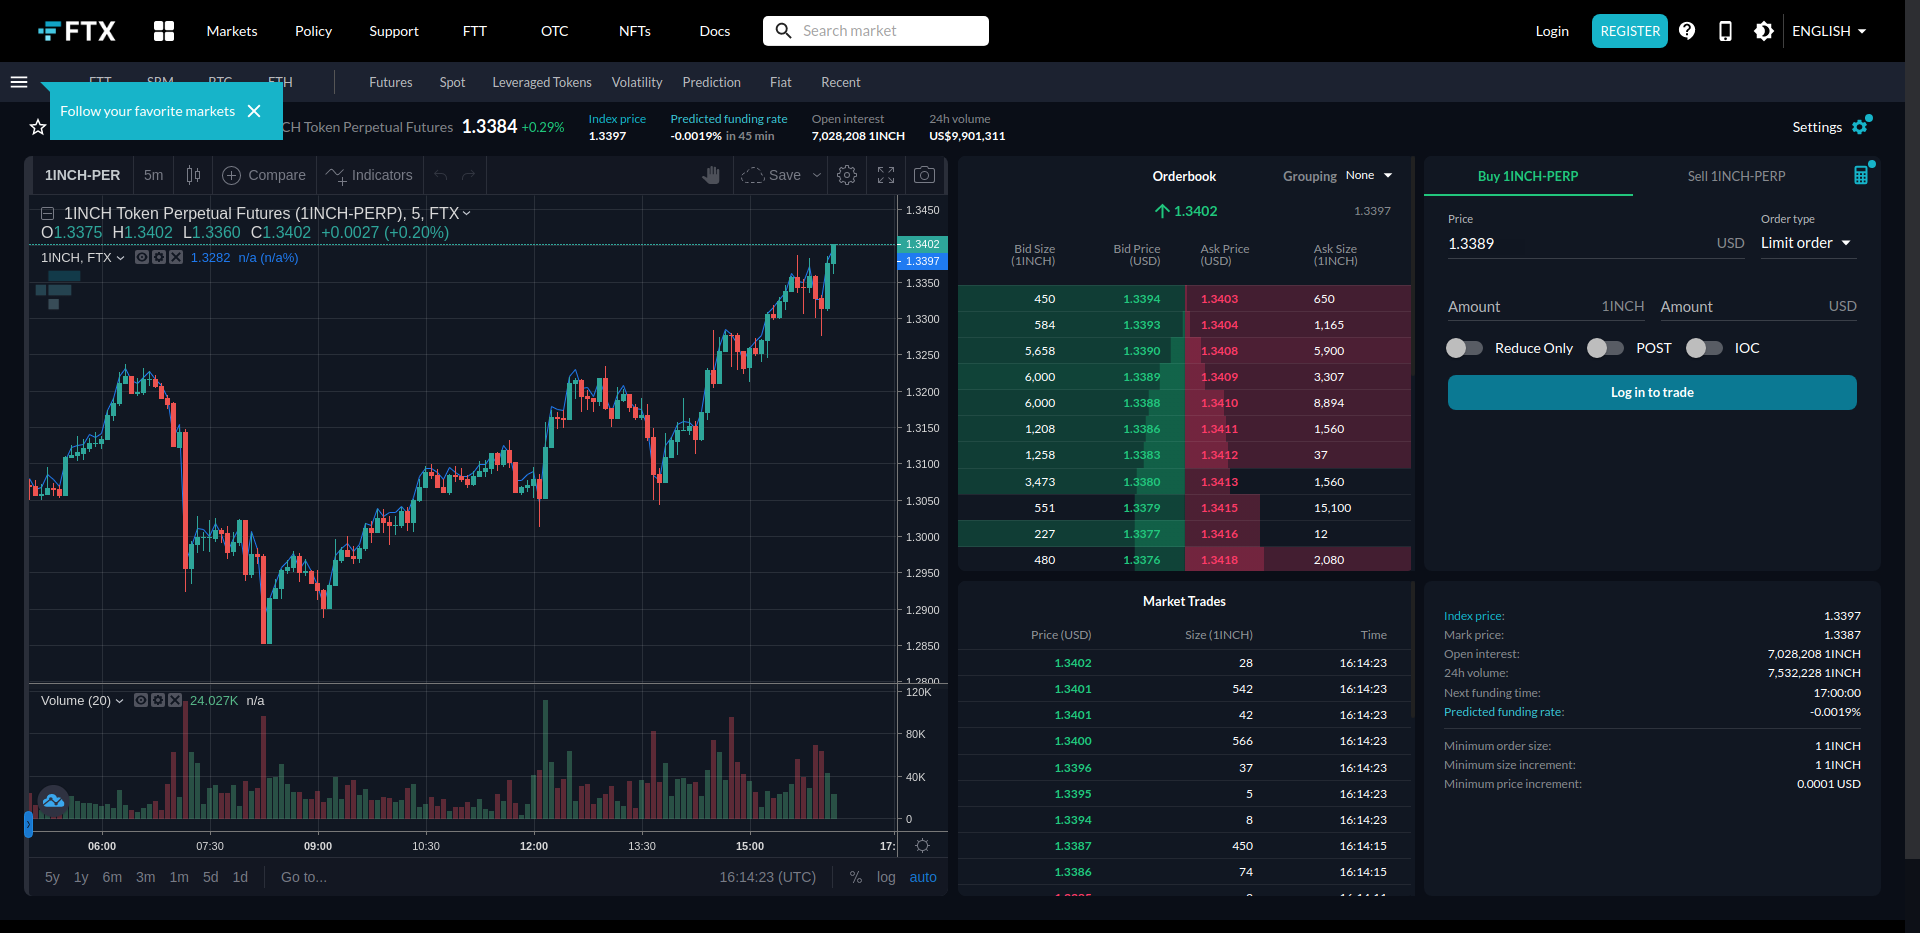 FTX Markets Policy Support FTT OTC NFTs Docs Search market Login REGISTER ENGLISH
FTT SRM BTC ETH Futures Spot Leveraged Tokens Volatility Prediction Fiat Recent
Follow your favorite markets
CH Token Perpetual Futures 1.3384 +0.29%
Index price
1.3397
Predicted funding rate
-0.0019% in 45 min
Open interest
7,028,208 1INCH
24h volume
US$9,901,311
Settings
1INCH-PER 5m Compare Indicators Save
1INCH Token Perpetual Futures (1INCH-PERP), 5, FTX
O1.3375 H1.3402 L1.3360 C1.3402 +0.0027 (+0.20%)
1INCH, FTX 1.3282 n/a (n/a%)
1.3450
1.3402
1.3397
1.3350
1.3300
1.3250
1.3200
1.3150
1.3100
1.3050
1.3000
1.2950
1.2900
1.2850
1.2800
Volume (20) 24.027K n/a
120K
80K
40K
0
06:00 07:30 09:00 10:30 12:00 13:30 15:00 17:
5y 1y 6m 3m 1m 5d 1d Go to... 16:14:23 (UTC) % log auto
Orderbook Grouping None
1.3402 1.3397
Bid Size (1INCH) Bid Price (USD) Ask Price (USD) Ask Size (1INCH)
450 1.3394 1.3403 650
584 1.3393 1.3404 1,165
5,658 1.3390 1.3408 5,900
6,000 1.3389 1.3409 3,307
6,000 1.3388 1.3410 8,894
1,208 1.3386 1.3411 1,560
1,258 1.3383 1.3412 37
3,473 1.3380 1.3413 1,560
551 1.3379 1.3415 15,100
227 1.3377 1.3416 12
480 1.3376 1.3418 2,080
Market Trades
Price (USD) Size (1INCH) Time
1.3402 28 16:14:23
1.3401 542 16:14:23
1.3401 42 16:14:23
1.3400 566 16:14:23
1.3396 37 16:14:23
1.3395 5 16:14:23
1.3394 8 16:14:23
1.3387 450 16:14:15
1.3386 74 16:14:15
Buy 1INCH-PERP Sell 1INCH-PERP
Price Order type
1.3389 USD Limit order
Amount 1INCH Amount USD
Reduce Only POST IOC
Log in to trade
Index price: 1.3397
Mark price: 1.3387
Open interest: 7,028,208 1INCH
24h volume: 7,532,228 1INCH
Next funding time: 17:00:00
Predicted funding rate: -0.0019%
Minimum order size: 1 1INCH
Minimum size increment: 1 1INCH
Minimum price increment: 0.0001 USD